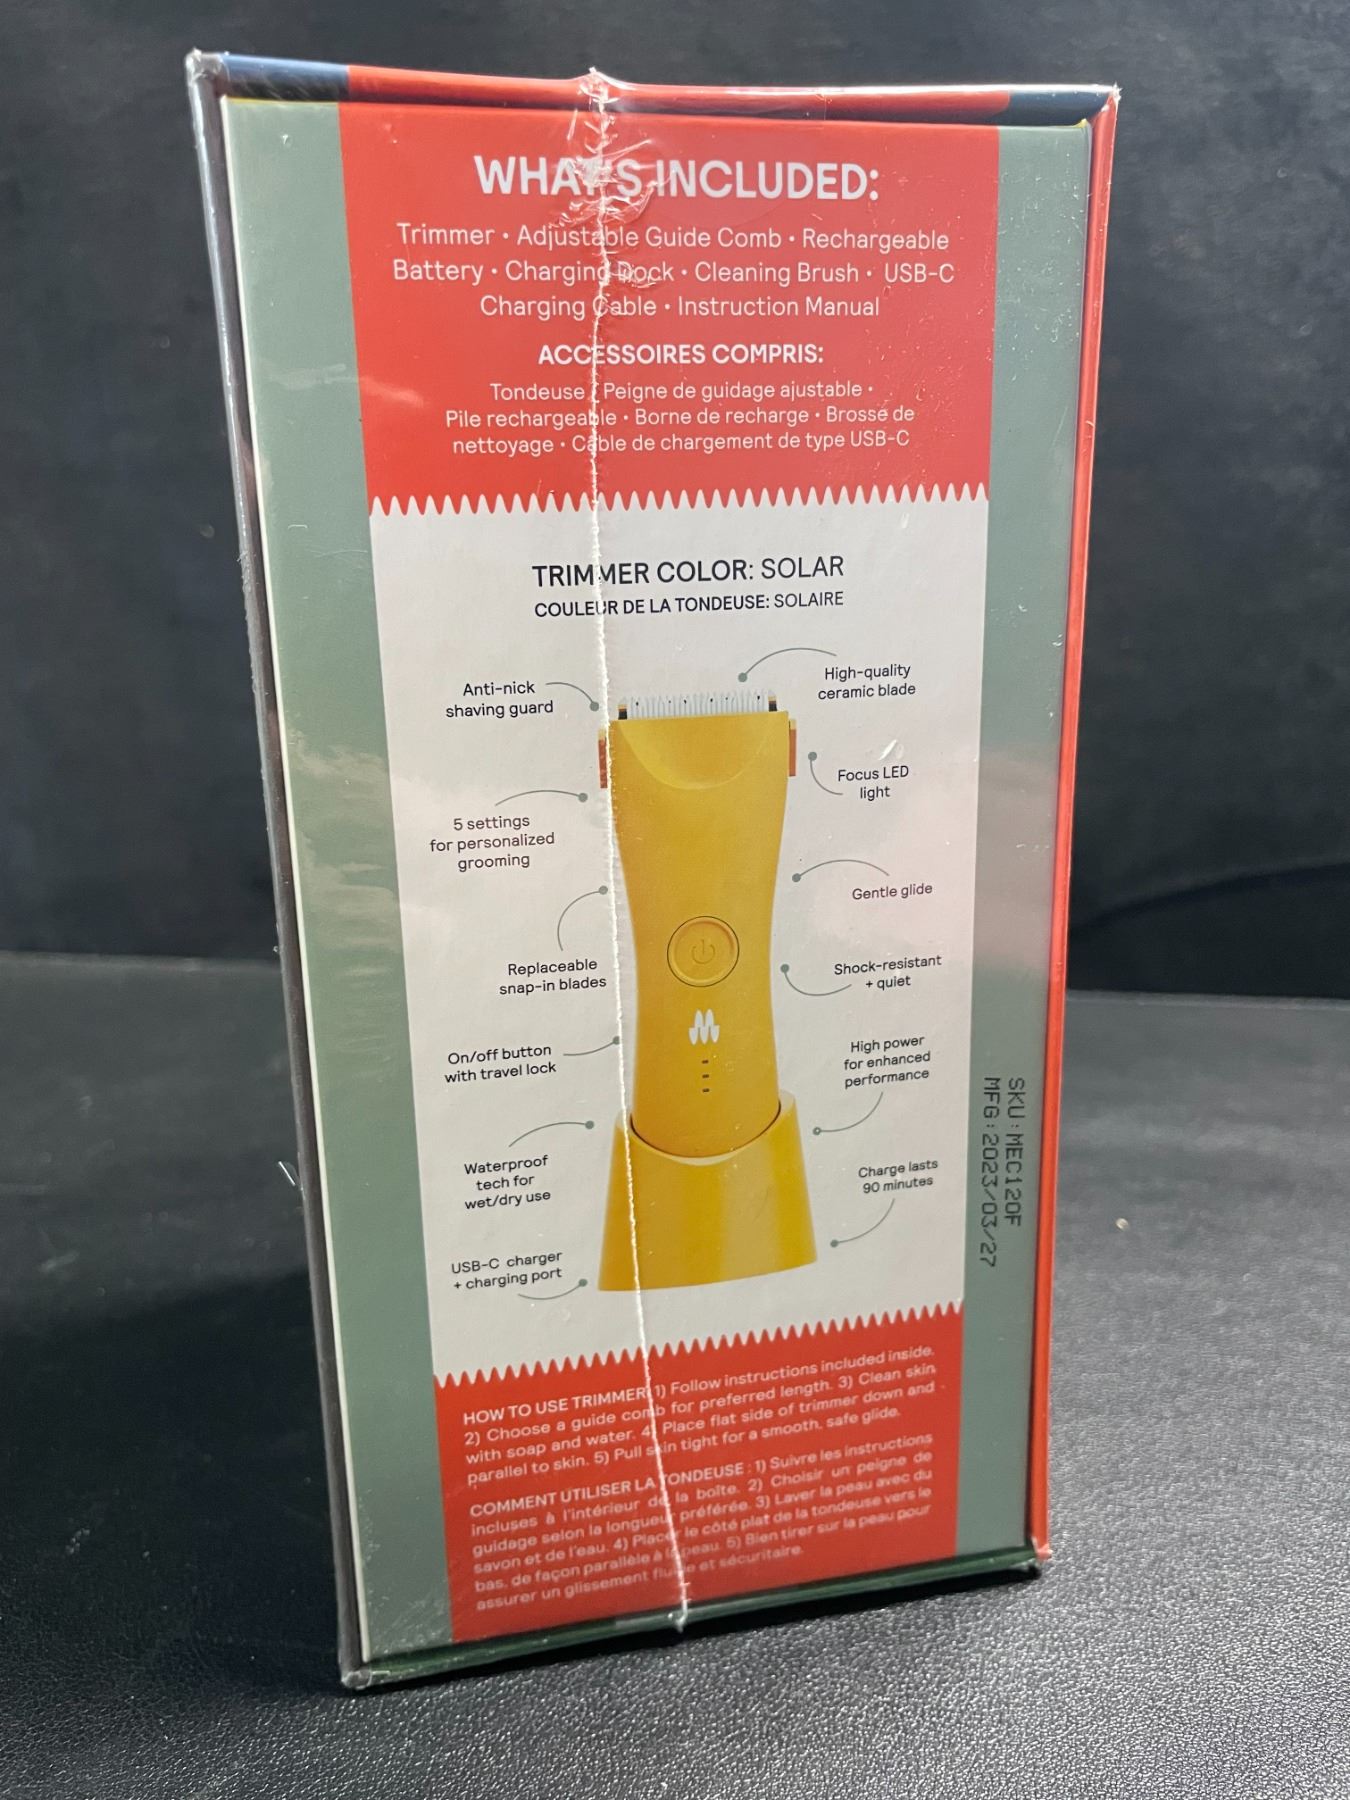 WHAT'S INCLUDED:
Trimmer • Adjustable Guide Comb • Rechargeable
Battery • Charging Dock • Cleaning Brush • USB-C
Charging Cable • Instruction Manual
ACCESSOIRES COMPRIS:
Tondeuse • Peigne de guidage ajustable •
Pile rechargeable • Borne de recharge • Brosse de
nettoyage • Câble de chargement de type USB-C
TRIMMER COLOR: SOLAR
COULEUR DE LA TONDEUSE: SOLAIRE
Anti-nick
shaving guard
High-quality
ceramic blade
Focus LED
light
5 settings
for personalized
grooming
Gentle glide
Replaceable
snap-in blades
Shock-resistant
+ quiet
On/off button
with travel lock
High power
for enhanced
performance
Waterproof
tech for
wet/dry use
Charge lasts
90 minutes
USB-C charger
+ charging port
SKU:MEC120F
MFG:2023/03/27
HOW TO USE TRIMMER: 1) Follow instructions included inside.
2) Choose a guide comb for preferred length. 3) Clean skin
with soap and water. 4) Place flat side of trimmer down and
parallel to skin. 5) Pull skin tight for a smooth, safe glide.
COMMENT UTILISER LA TONDEUSE : 1) Suivre les instructions
incluses à l'intérieur de la boîte. 2) Choisir un peigne de
guidage selon la longueur préférée. 3) Laver la peau avec du
savon et de l'eau. 4) Placer le côté plat de la tondeuse vers le
bas, de façon parallèle à la peau. 5) Bien tirer sur la peau pour
assurer un glissement fluide et sécuritaire.